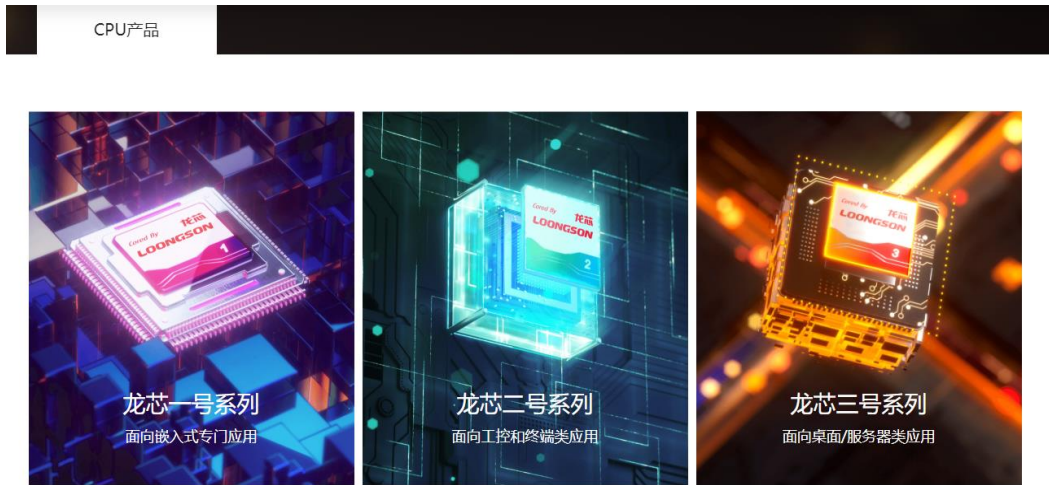 CPU产品
Cored By
龙芯
LOONGSON
1
Cored By
龙芯
LOONGSON
2
Cored By
龙芯
LOONGSON
3
龙芯一号系列
面向嵌入式专门应用
龙芯二号系列
面向工控和终端类应用
龙芯三号系列
面向桌面/服务器类应用